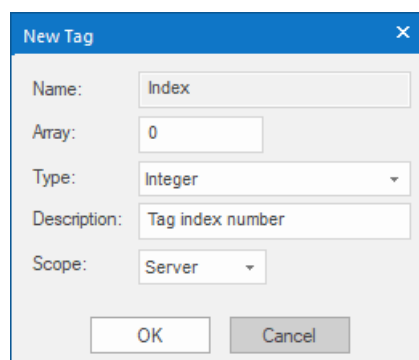 New Tag
Name: Index
Array: 0
Type: Integer
Description: Tag index number
Scope: Server
OK Cancel